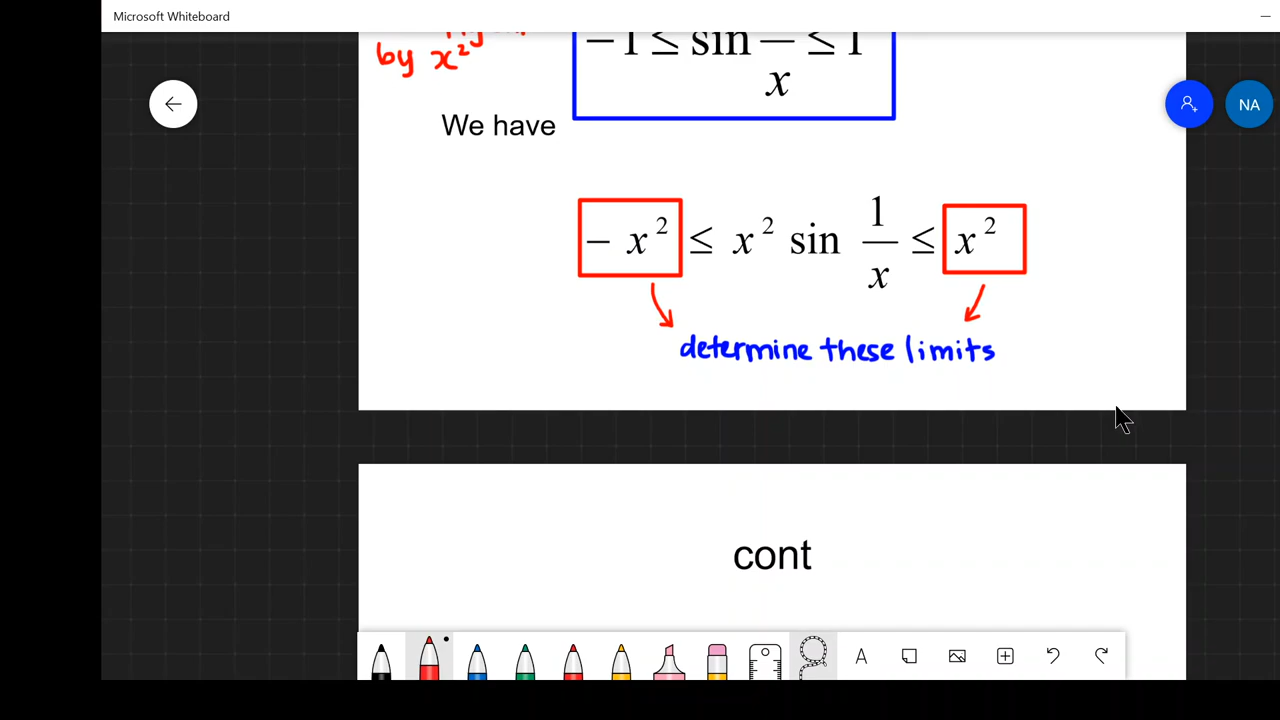 Microsoft Whiteboard
by x²
−1 ≤ sin — ≤ 1
x
We have
NA
− x² ≤ x² sin 1/x ≤ x²
determine these limits
cont
A